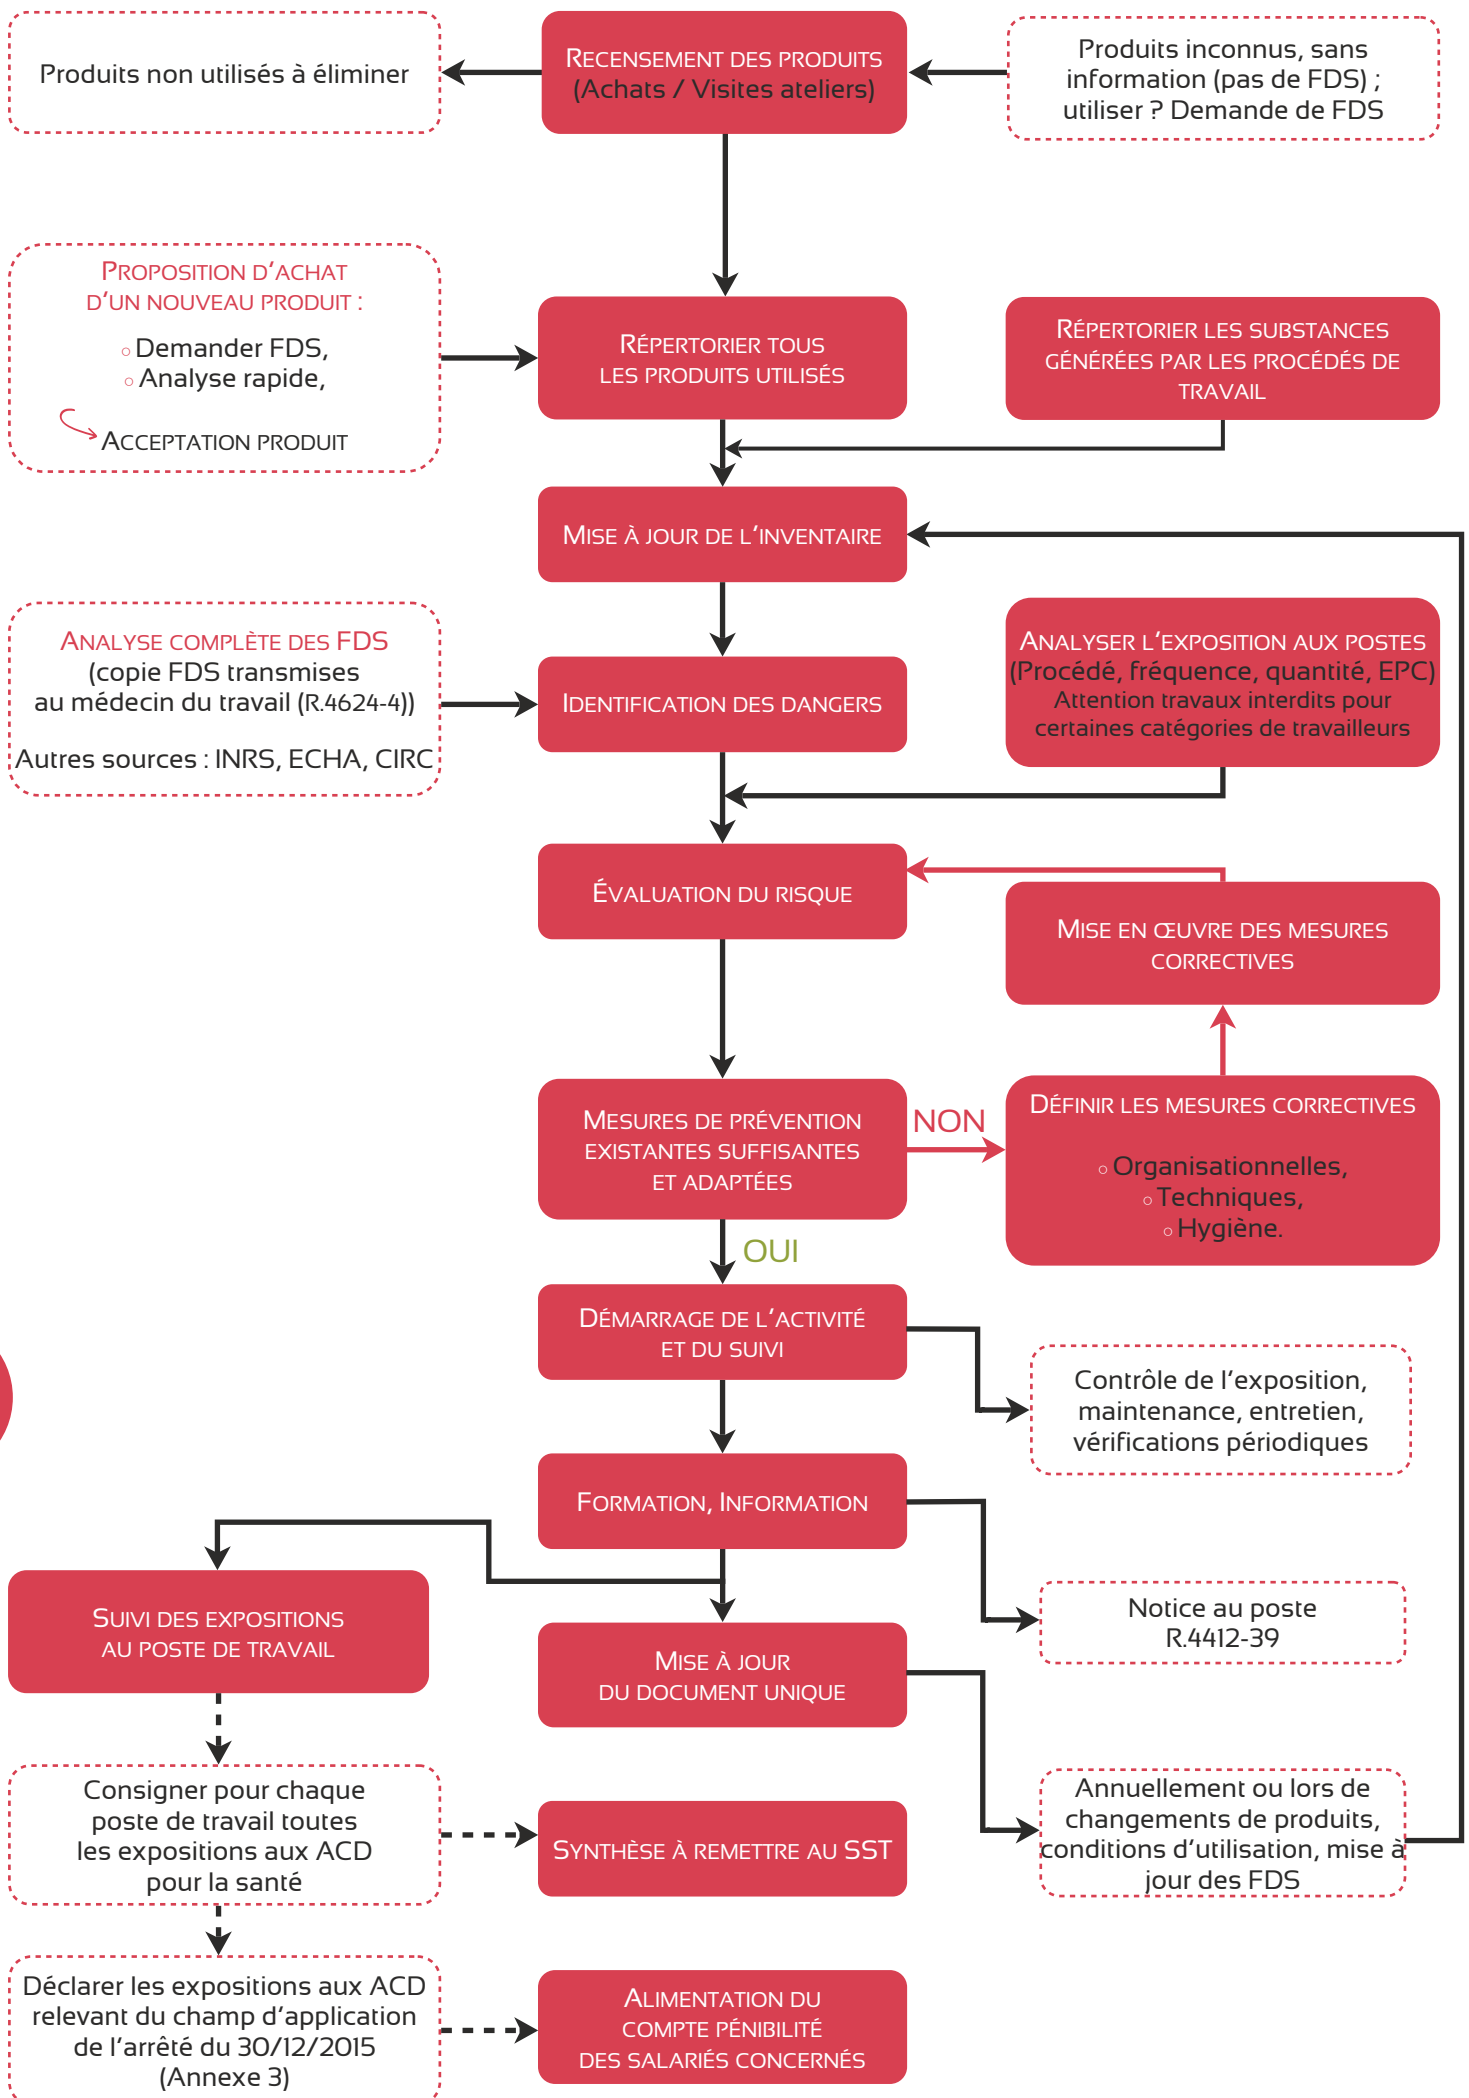 Produits non utilisés à éliminer
RECENSEMENT DES PRODUITS
(Achats / Visites ateliers)
Produits inconnus, sans
information (pas de FDS) ;
utiliser ? Demande de FDS
PROPOSITION D'ACHAT
D'UN NOUVEAU PRODUIT :
○ Demander FDS,
○ Analyse rapide,
ACCEPTATION PRODUIT
RÉPERTORIER TOUS
LES PRODUITS UTILISÉS
RÉPERTORIER LES SUBSTANCES
GÉNÉRÉES PAR LES PROCÉDÉS DE
TRAVAIL
MISE À JOUR DE L'INVENTAIRE
ANALYSE COMPLÈTE DES FDS
(copie FDS transmises
au médecin du travail (R.4624-4))
Autres sources : INRS, ECHA, CIRC
IDENTIFICATION DES DANGERS
ANALYSER L'EXPOSITION AUX POSTES
(Procédé, fréquence, quantité, EPC)
Attention travaux interdits pour
certaines catégories de travailleurs
ÉVALUATION DU RISQUE
MISE EN ŒUVRE DES MESURES
CORRECTIVES
MESURES DE PRÉVENTION
EXISTANTES SUFFISANTES
ET ADAPTÉES
NON
DÉFINIR LES MESURES CORRECTIVES
○ Organisationnelles,
○ Techniques,
○ Hygiène.
OUI
DÉMARRAGE DE L'ACTIVITÉ
ET DU SUIVI
Contrôle de l'exposition,
maintenance, entretien,
vérifications périodiques
FORMATION, INFORMATION
SUIVI DES EXPOSITIONS
AU POSTE DE TRAVAIL
Notice au poste
R.4412-39
MISE À JOUR
DU DOCUMENT UNIQUE
Consigner pour chaque
poste de travail toutes
les expositions aux ACD
pour la santé
SYNTHÈSE À REMETTRE AU SST
Annuellement ou lors de
changements de produits,
conditions d'utilisation, mise à
jour des FDS
Déclarer les expositions aux ACD
relevant du champ d'application
de l'arrêté du 30/12/2015
(Annexe 3)
ALIMENTATION DU
COMPTE PÉNIBILITÉ
DES SALARIÉS CONCERNÉS